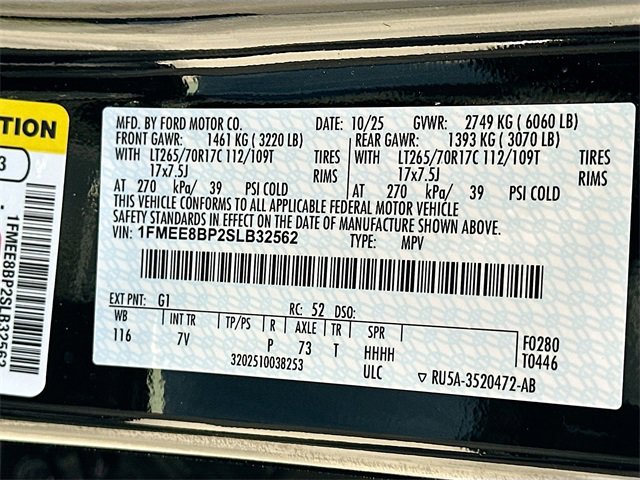 TION
3
1FMEE8BP2SLB32562
MFD. BY FORD MOTOR CO. DATE: 10/25 GVWR: 2749 KG ( 6060 LB)
FRONT GAWR: 1461 KG ( 3220 LB) REAR GAWR: 1393 KG ( 3070 LB)
WITH LT265/70R17C 112/109T TIRES WITH LT265/70R17C 112/109T TIRES
17x7.5J RIMS 17x7.5J RIMS
AT 270 kPa/ 39 PSI COLD AT 270 kPa/ 39 PSI COLD
THIS VEHICLE CONFORMS TO ALL APPLICABLE FEDERAL MOTOR VEHICLE
SAFETY STANDARDS IN EFFECT ON THE DATE OF MANUFACTURE SHOWN ABOVE.
VIN: 1FMEE8BP2SLB32562 TYPE: MPV
EXT PNT: G1 RC: 52 DSO:
WB INT TR TP/PS R AXLE TR SPR F0280
116 7V P 73 T HHHH T0446
3202510038253 ULC ▽ RU5A-3520472-AB